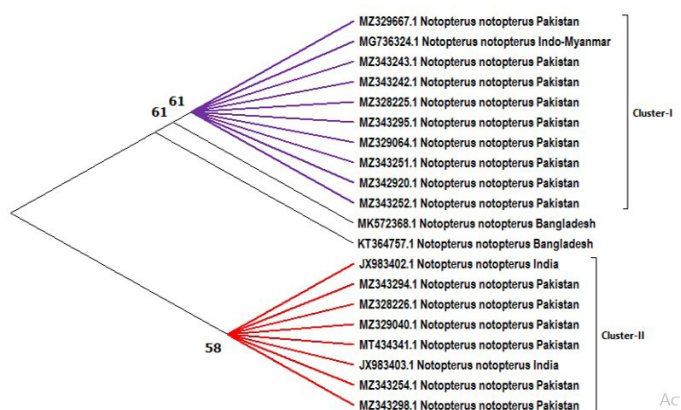 MZ329667.1 Notopterus notopterus Pakistan
MG736324.1 Notopterus notopterus Indo-Myanmar
MZ343243.1 Notopterus notopterus Pakistan
MZ343242.1 Notopterus notopterus Pakistan
MZ328225.1 Notopterus notopterus Pakistan
MZ343295.1 Notopterus notopterus Pakistan
MZ329064.1 Notopterus notopterus Pakistan
MZ343251.1 Notopterus notopterus Pakistan
MZ342920.1 Notopterus notopterus Pakistan
MZ343252.1 Notopterus notopterus Pakistan
Cluster-I
61
61
MK572368.1 Notopterus notopterus Bangladesh
KT364757.1 Notopterus notopterus Bangladesh
JX983402.1 Notopterus notopterus India
MZ343294.1 Notopterus notopterus Pakistan
MZ328226.1 Notopterus notopterus Pakistan
MZ329040.1 Notopterus notopterus Pakistan
MT434341.1 Notopterus notopterus Pakistan
JX983403.1 Notopterus notopterus India
MZ343254.1 Notopterus notopterus Pakistan
MZ343298.1 Notopterus notopterus Pakistan
Cluster-II
58